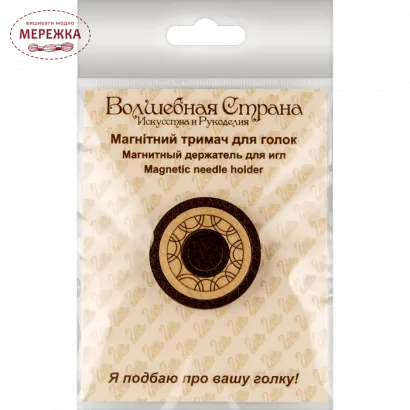 вишивати модно
МЕРЕЖКА
Волшебная Страна
Искусства и Рукоделия
Магнітний тримач для голок
Магнитный держатель для игл
Magnetic needle holder
Я подбаю про вашу голку!